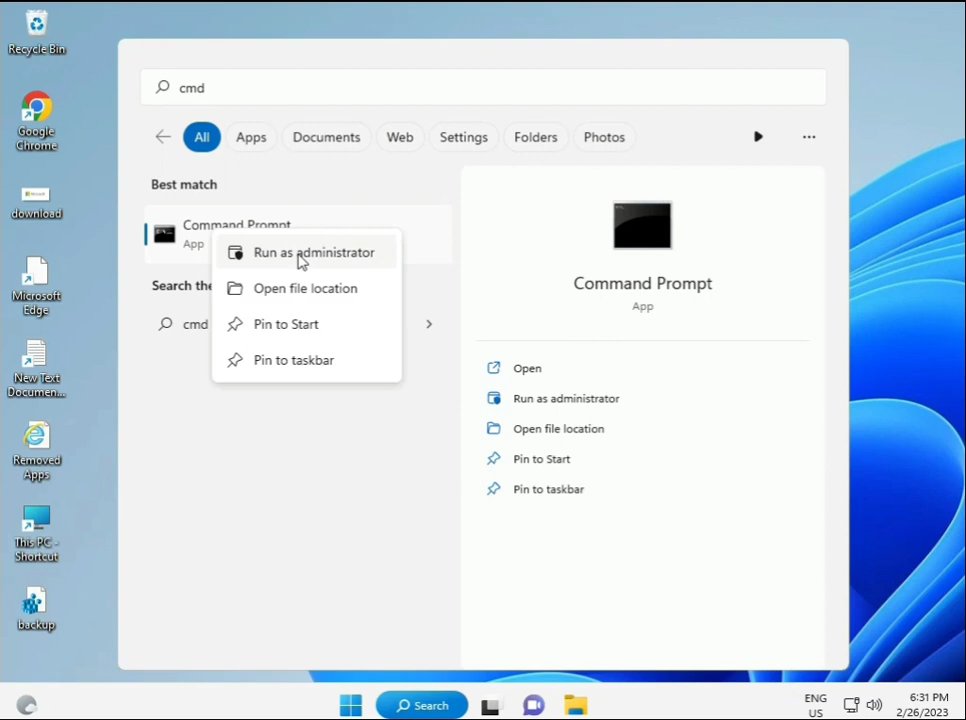 Recycle Bin
Google
Chrome
download
Microsoft
Edge
New Text
Documen...
Removed
Apps
This PC -
Shortcut
backup
cmd
All
Apps
Documents
Web
Settings
Folders
Photos
Best match
Command Prompt
App
Search the
cmd
Run as administrator
Open file location
Pin to Start
Pin to taskbar
Command Prompt
App
Open
Run as administrator
Open file location
Pin to Start
Pin to taskbar
Search
ENG
US
6:31 PM
2/26/2023